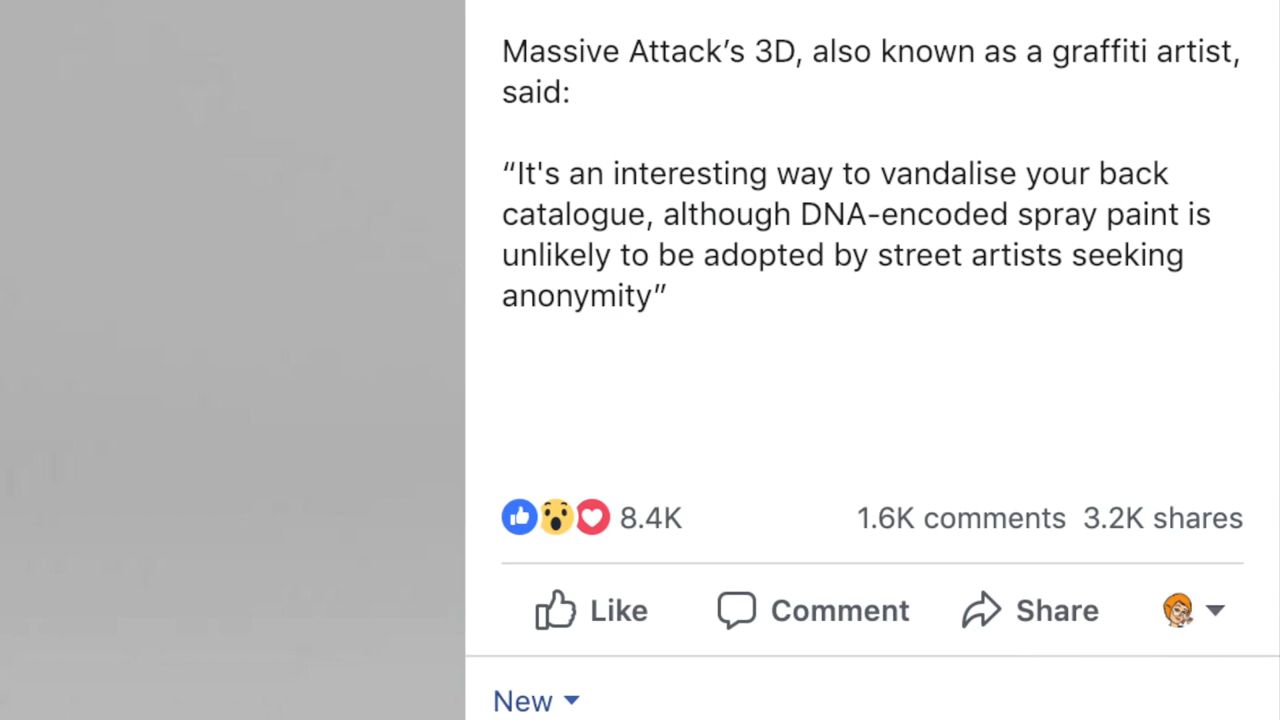 Massive Attack’s 3D, also known as a graffiti artist,
said:
“It's an interesting way to vandalise your back
catalogue, although DNA-encoded spray paint is
unlikely to be adopted by street artists seeking
anonymity”
8.4K
1.6K comments 3.2K shares
Like Comment Share
New